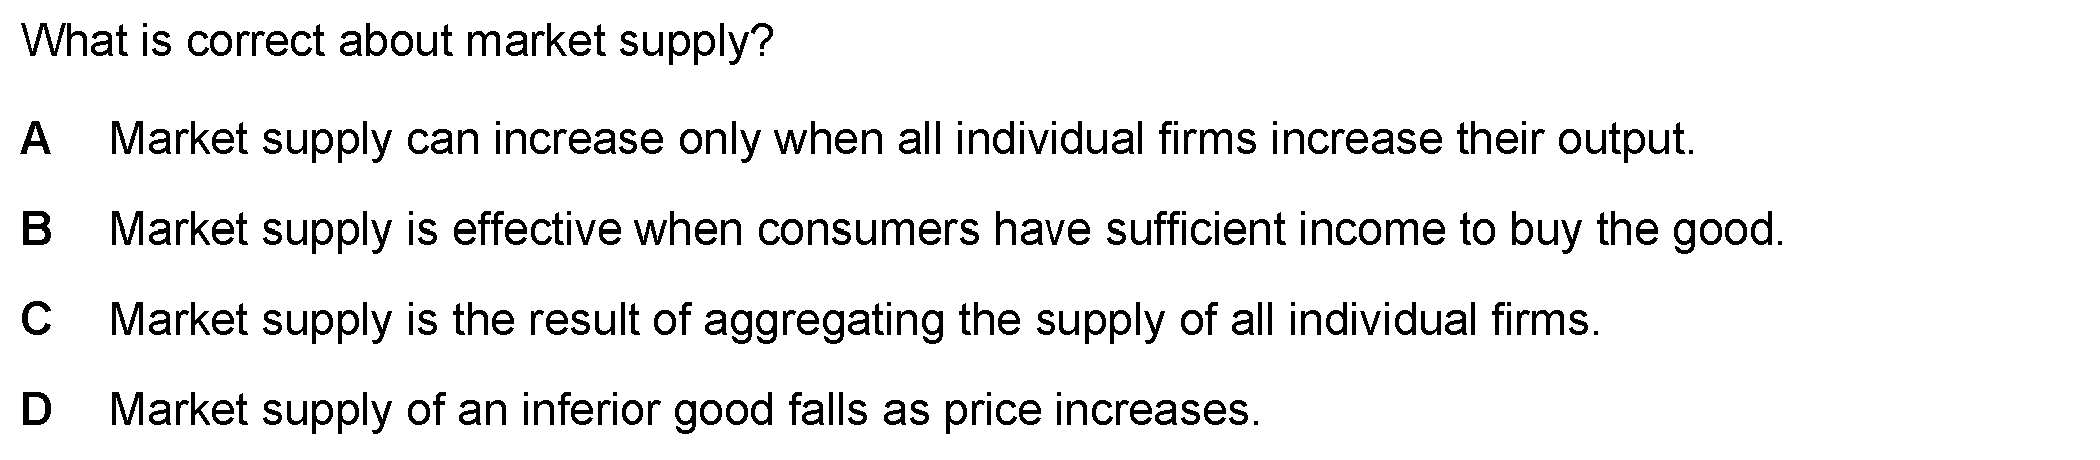 What is correct about market supply?
A Market supply can increase only when all individual firms increase their output.
B Market supply is effective when consumers have sufficient income to buy the good.
C Market supply is the result of aggregating the supply of all individual firms.
D Market supply of an inferior good falls as price increases.